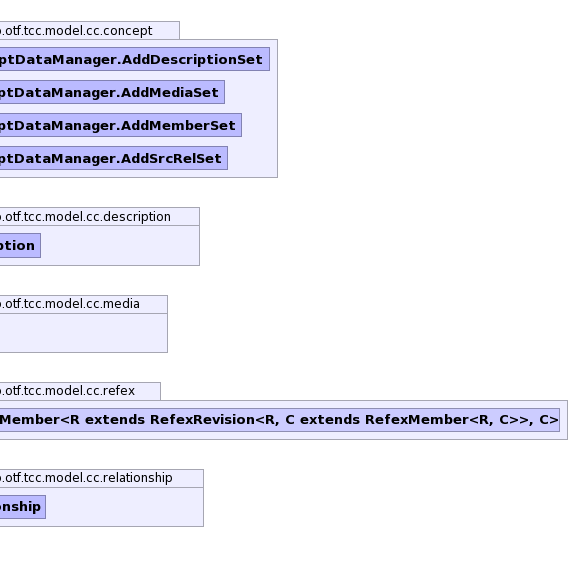 o.otf.tcc.model.cc.concept
ptDataManager.AddDescriptionSet
ptDataManager.AddMediaSet
ptDataManager.AddMemberSet
ptDataManager.AddSrcRelSet
o.otf.tcc.model.cc.description
ption
o.otf.tcc.model.cc.media
o.otf.tcc.model.cc.refex
Member<R extends RefexRevision<R, C extends RefexMember<R, C>>, C>
o.otf.tcc.model.cc.relationship
onship